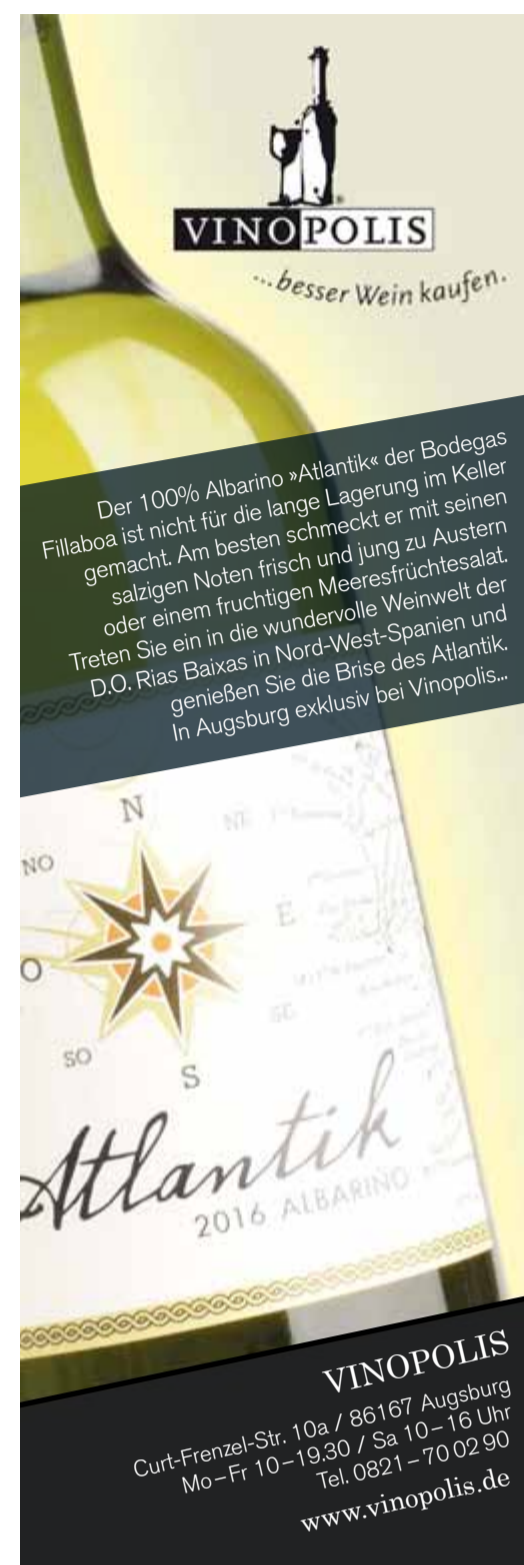 VINOPOLIS
...besser Wein kaufen.
Der 100% Albarino »Atlantik« der Bodegas
Fillaboa ist nicht für die lange Lagerung im Keller
gemacht. Am besten schmeckt er mit seinen
salzigen Noten frisch und jung zu Austern
oder einem fruchtigen Meeresfrüchtesalat.
Treten Sie ein in die wundervolle Weinwelt der
D.O. Rias Baixas in Nord-West-Spanien und
genießen Sie die Brise des Atlantik.
In Augsburg exklusiv bei Vinopolis...
N
NE
NO
E
O
SE
SO
S
Atlantik
2016 ALBARIÑO
VINOPOLIS
Curt-Frenzel-Str. 10a / 86167 Augsburg
Mo–Fr 10–19.30 / Sa 10–16 Uhr
Tel. 0821–70 02 90
www.vinopolis.de